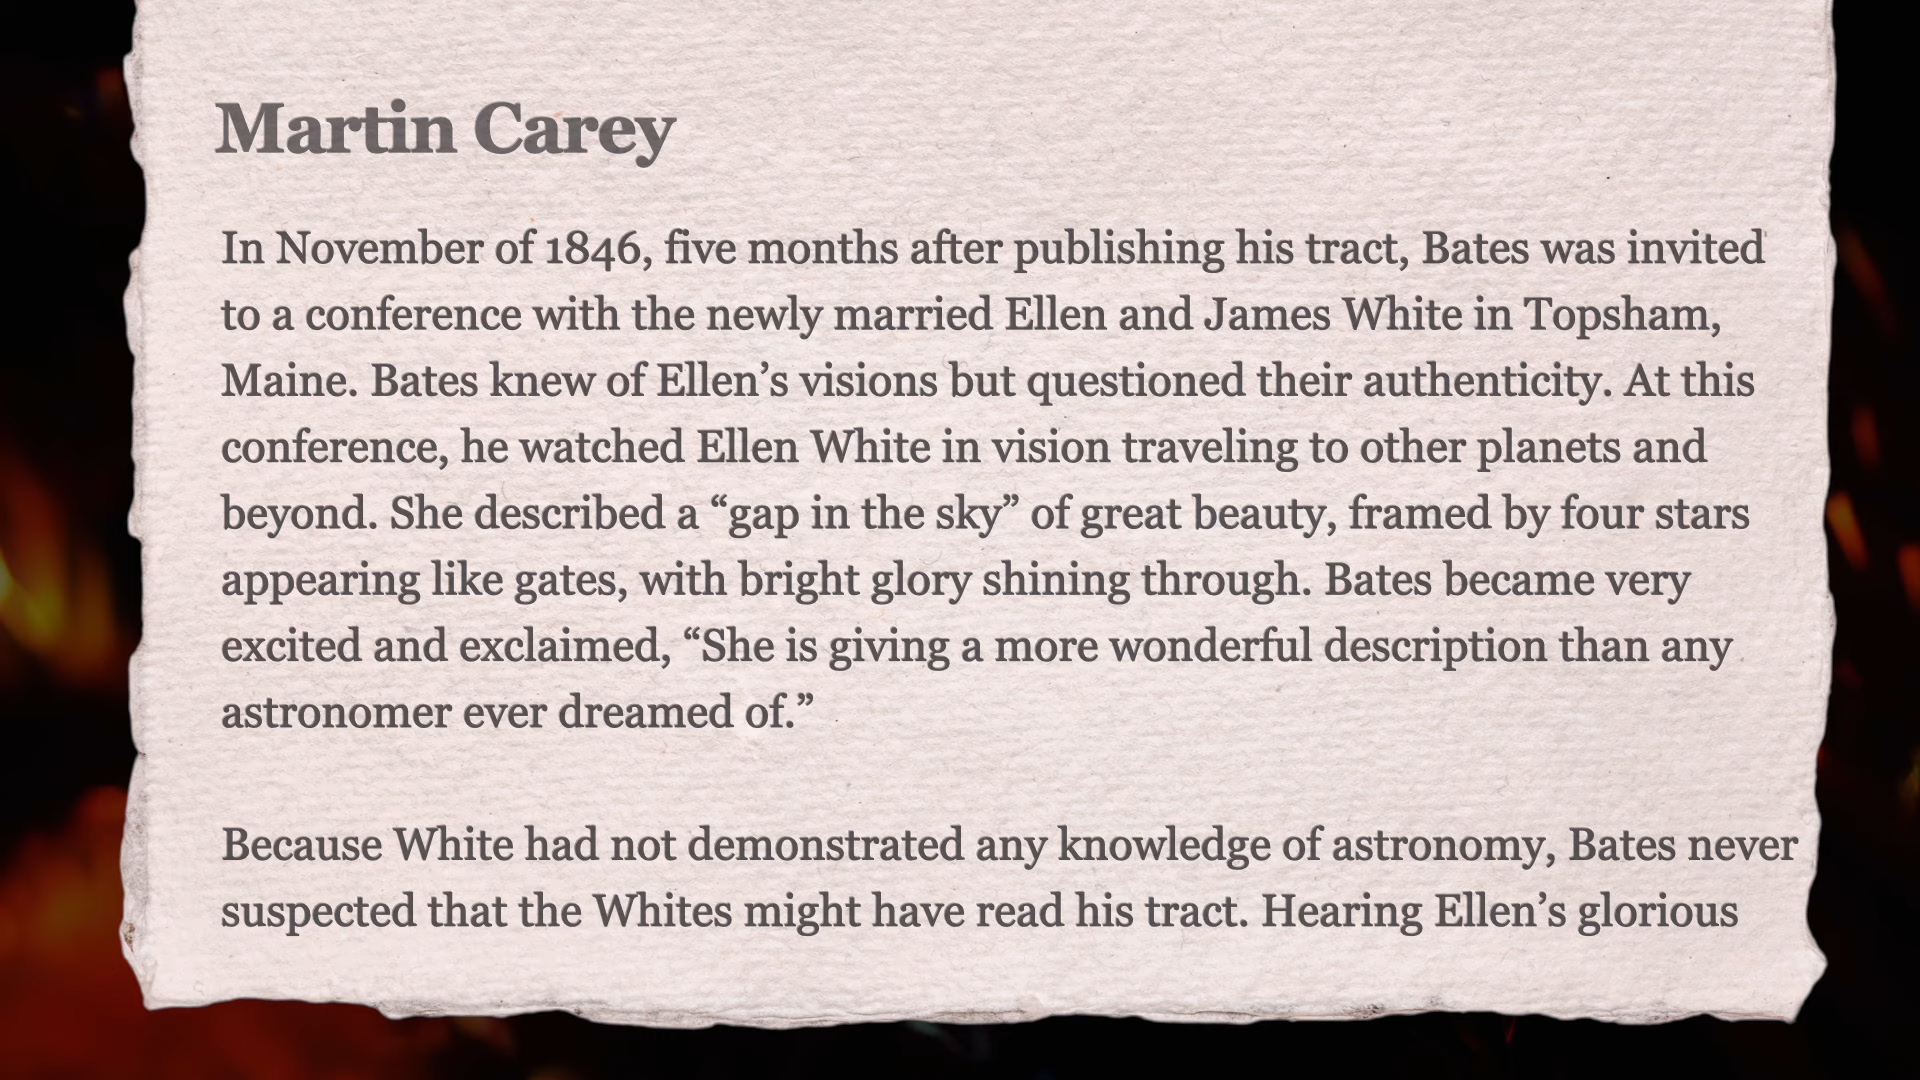 Martin Carey
In November of 1846, five months after publishing his tract, Bates was invited
to a conference with the newly married Ellen and James White in Topsham,
Maine. Bates knew of Ellen’s visions but questioned their authenticity. At this
conference, he watched Ellen White in vision traveling to other planets and
beyond. She described a “gap in the sky” of great beauty, framed by four stars
appearing like gates, with bright glory shining through. Bates became very
excited and exclaimed, “She is giving a more wonderful description than any
astronomer ever dreamed of.”
Because White had not demonstrated any knowledge of astronomy, Bates never
suspected that the Whites might have read his tract. Hearing Ellen’s glorious